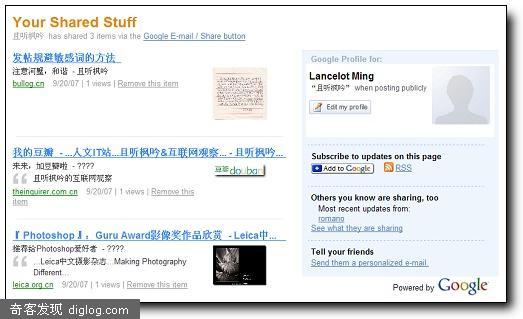 Your Shared Stuff
且听枫吟 has shared 3 items via the Google E-mail / Share button
发帖规避敏感词的方法
注意河蟹，和谐 - 且听枫吟
bullog.cn 9/20/07 | 1 views | Remove this item
我的豆瓣 - ...人文IT站...且听枫吟&互联网观察... - 且听枫吟...
来来，加豆瓣啦 - ????
且听枫吟的互联网观察
theinquirer.com.cn 9/20/07 | 1 views | Remove this item
豆瓣 douban
『 Photoshop 』： Guru Award影像奖作品欣赏 - Leica中...
推荐给Photoshop爱好者 - ????
...Leica中文摄影杂志...Making Photography Different...
leica.org.cn 9/20/07 | 1 views | Remove this item
Google Profile for:
Lancelot Ming
"且听枫吟" when posting publicly
Edit my profile
Subscribe to updates on this page
Add to Google
RSS
Others you know are sharing, too
Most recent updates from:
romano
See what they are sharing
Tell your friends
Send them a personalized e-mail.
Powered by Google
奇客发现 diglog.com